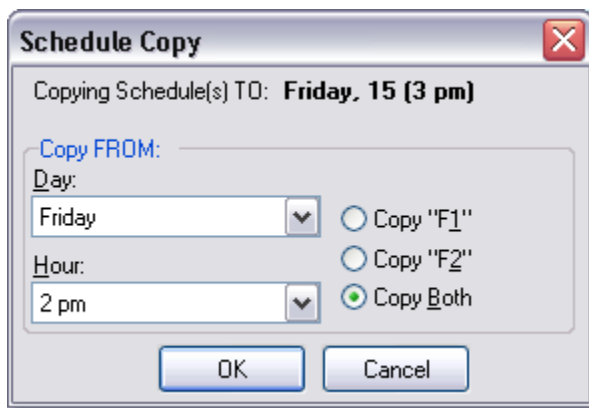 Schedule Copy
Copying Schedule(s) TO: Friday, 15 (3 pm)
Copy FROM:
Day:
Friday
Hour:
2 pm
Copy "F1"
Copy "F2"
Copy Both
OK
Cancel